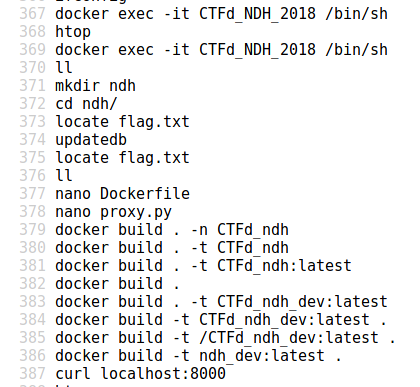 367 docker exec -it CTFd_NDH_2018 /bin/sh
368 htop
369 docker exec -it CTFd_NDH_2018 /bin/sh
370 ll
371 mkdir ndh
372 cd ndh/
373 locate flag.txt
374 updatedb
375 locate flag.txt
376 ll
377 nano Dockerfile
378 nano proxy.py
379 docker build . -n CTFd_ndh
380 docker build . -t CTFd_ndh
381 docker build . -t CTFd_ndh:latest
382 docker build .
383 docker build . -t CTFd_ndh_dev:latest
384 docker build -t CTFd_ndh_dev:latest .
385 docker build -t /CTFd_ndh_dev:latest .
386 docker build -t ndh_dev:latest .
387 curl localhost:8000